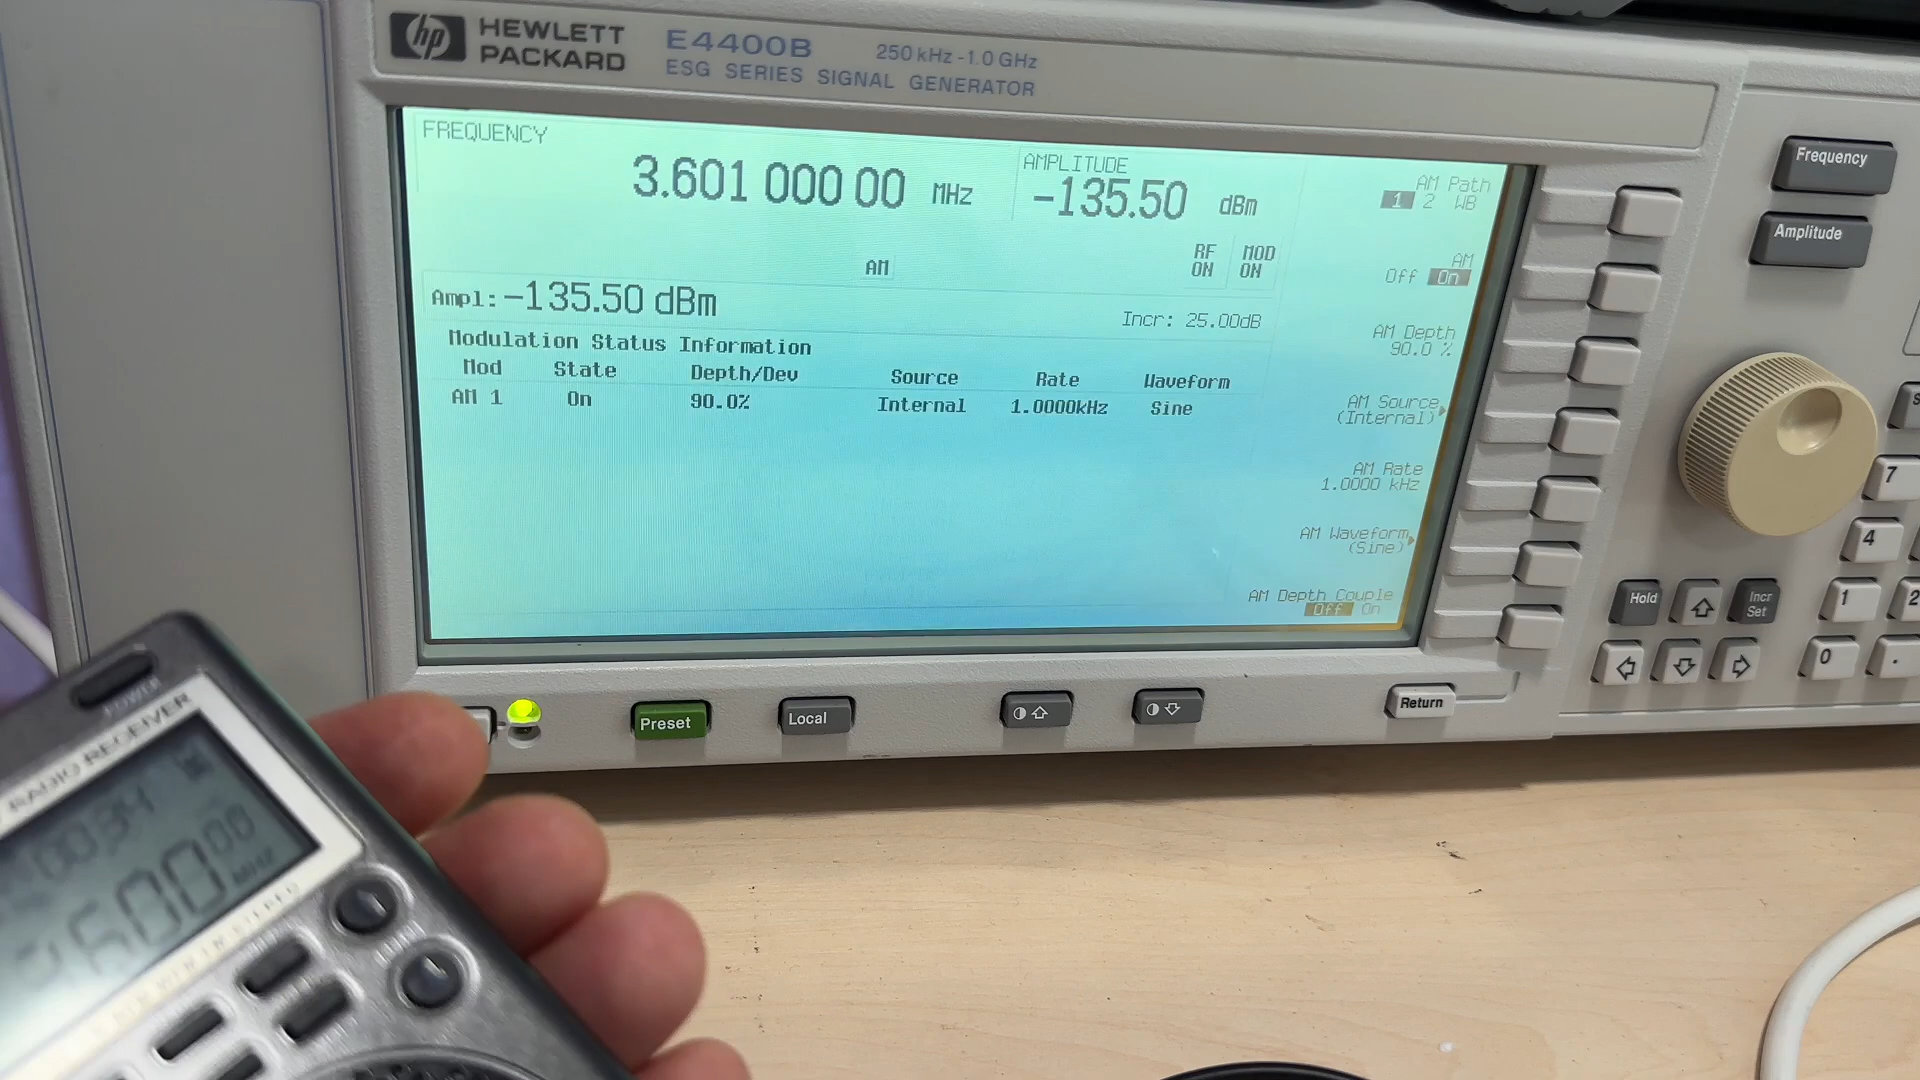 hp HEWLETT PACKARD
E4400B 250 kHz - 1.0 GHz
ESG SERIES SIGNAL GENERATOR
FREQUENCY
3.601 000 00 MHz
AMPLITUDE
-135.50 dBm
AM
RF ON
MOD ON
Ampl: -135.50 dBm
Incr: 25.00dB
Modulation Status Information
Mod State Depth/Dev Source Rate Waveform
AM 1 On 90.0% Internal 1.0000kHz Sine
AM Path
1 2 WB
AM
Off On
AM Depth
90.0 %
AM Source
(Internal)
AM Rate
1.0000 kHz
AM Waveform
(Sine)
AM Depth Couple
Off On
Frequency
Amplitude
Hold
Incr Set
7
4
1
2
0
.
Preset
Local
Return
POWER
RADIO RECEIVER
MHz